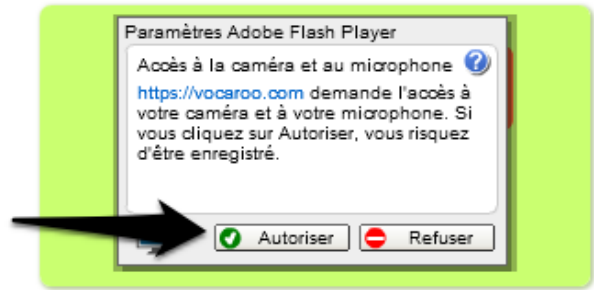 Paramètres Adobe Flash Player
Accès à la caméra et au microphone
https://vocaroo.com demande l'accès à
votre caméra et à votre microphone. Si
vous cliquez sur Autoriser, vous risquez
d'être enregistré.
Autoriser Refuser